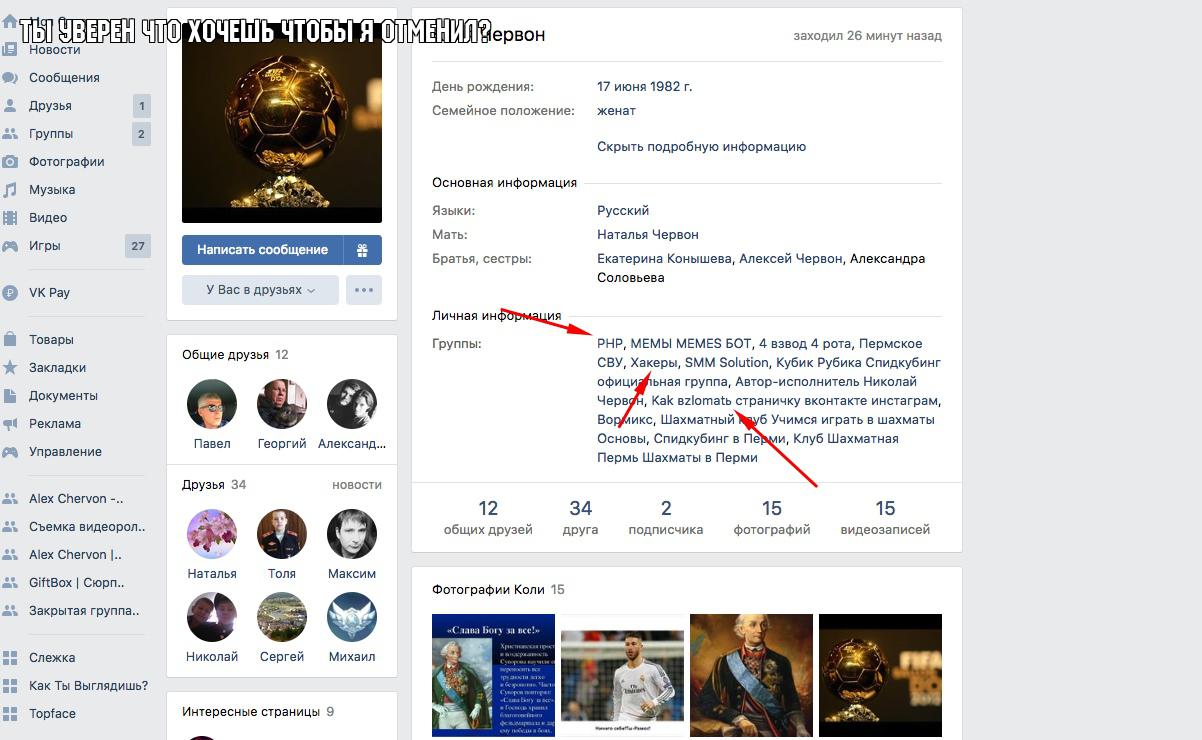 ТЫ УВЕРЕН ЧТО ХОЧЕШЬ ЧТОБЫ Я ОТМЕНИЛ?
Червон
заходил 26 минут назад
Новости
Сообщения
Друзья 1
Группы 2
Фотографии
Музыка
Видео
Игры 27
VK Pay
Товары
Закладки
Документы
Реклама
Управление
Alex Chervon -..
Съемка видеорол..
Alex Chervon |..
GiftBox | Сюрп..
Закрытая группа..
Слежка
Как Ты Выглядишь?
Topface
Написать сообщение
У Вас в друзьях
Общие друзья 12
Павел Георгий Александ...
Друзья 34 новости
Наталья Толя Максим
Николай Сергей Михаил
Интересные страницы 9
День рождения: 17 июня 1982 г.
Семейное положение: женат
Скрыть подробную информацию
Основная информация
Языки: Русский
Мать: Наталья Червон
Братья, сестры: Екатерина Конышева, Алексей Червон, Александра
Соловьева
Личная информация
Группы: PHP, МЕМЫ MEMES БОТ, 4 взвод 4 рота, Пермское
СВУ, Хакеры, SMM Solution, Кубик Рубика Спидкубинг
официальная группа, Автор-исполнитель Николай
Червон, Kak взlomatь страничку вконтакте инстаграм,
Вормикс, Шахматный клуб Учимся играть в шахматы
Основы, Спидкубинг в Перми, Клуб Шахматная
Пермь Шахматы в Перми
12 34 2 15 15
общих друзей друга подписчика фотографий видеозаписей
Фотографии Коли 15
«Слава Богу за все!»
Ничего себе!Ты «Рамос!